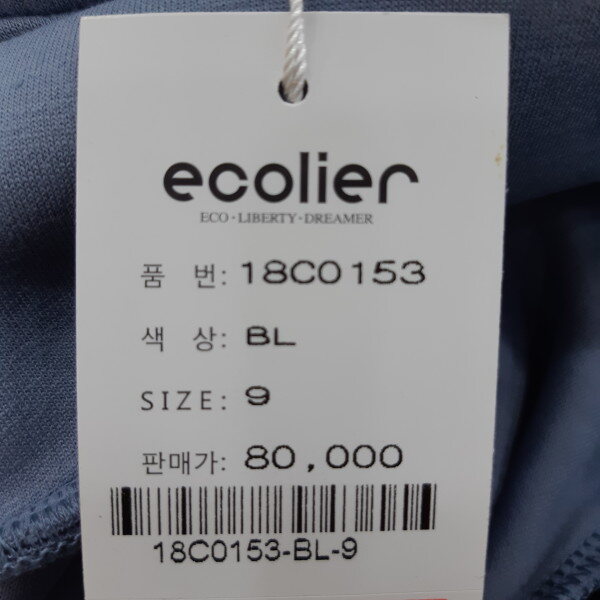 ecolier
ECO·LIBERTY·DREAMER
품 번: 18C0153
색 상: BL
SIZE: 9
판매가: 80,000
18C0153-BL-9